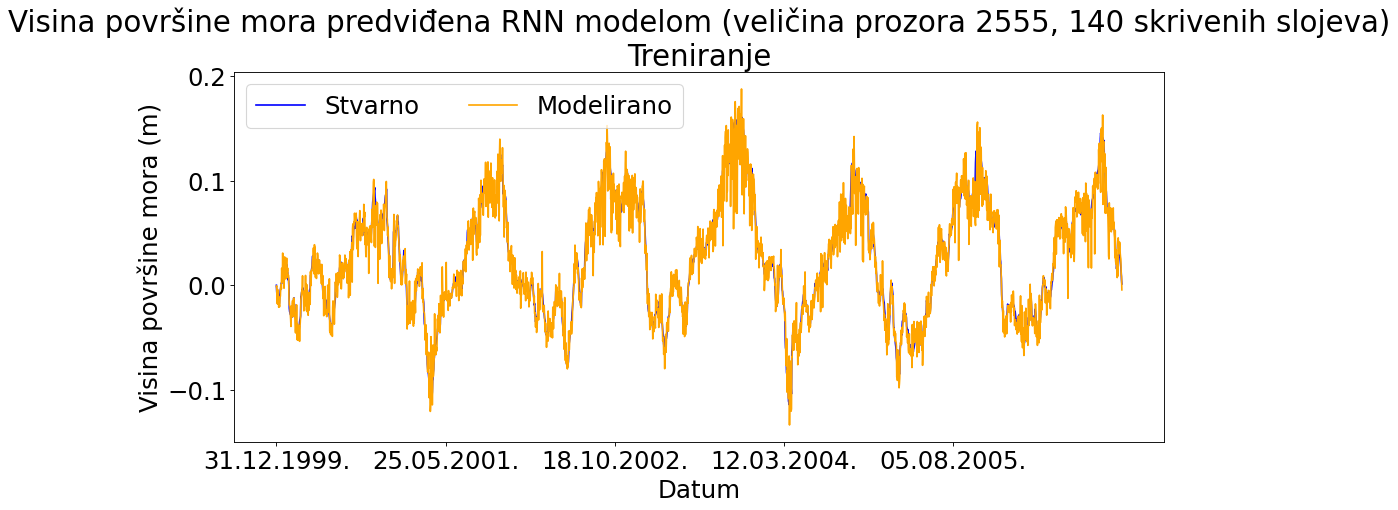 Visina površine mora predviđena RNN modelom (veličina prozora 2555, 140 skrivenih slojeva)
Treniranje
Stvarno Modelirano
Visina površine mora (m)
0.2
0.1
0.0
−0.1
31.12.1999. 25.05.2001. 18.10.2002. 12.03.2004. 05.08.2005.
Datum